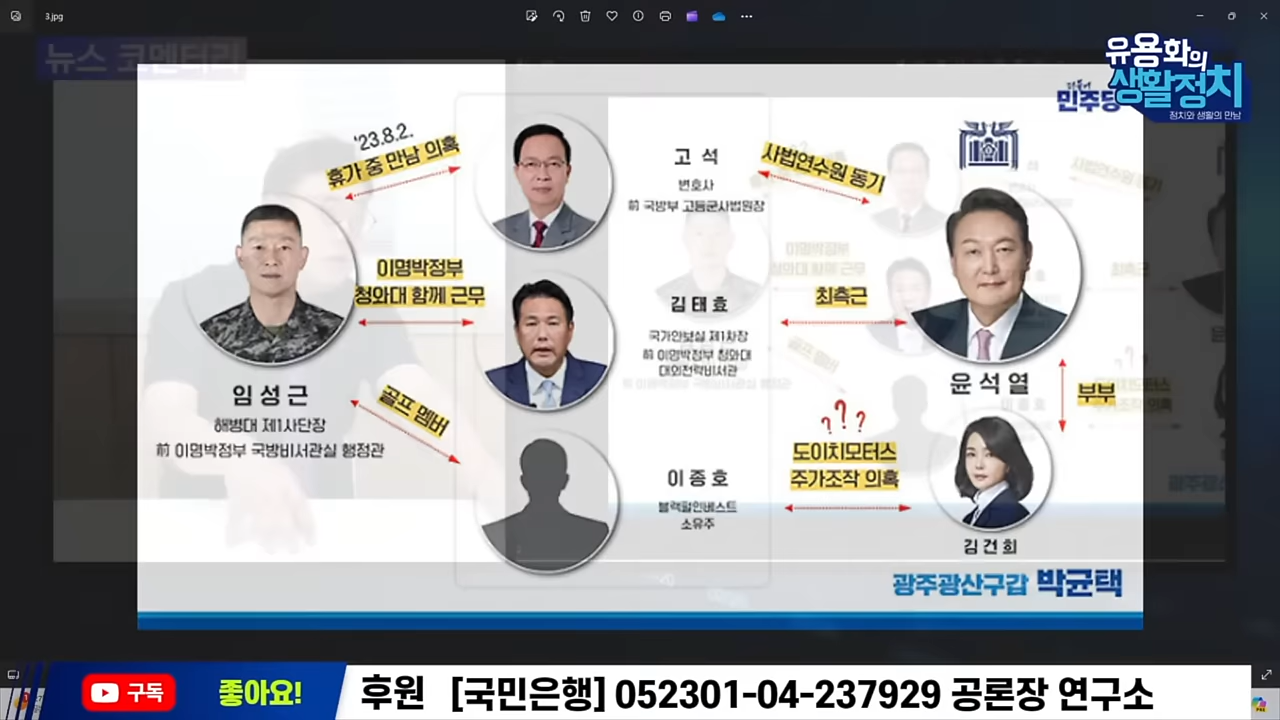 3.jpg
뉴스 코멘터리
유용화의
생활정치
정치와 생활의 만남
더불어
민주당
'23.8.2.
휴가 중 만남 의혹
고 석
변호사
前 국방부 고등군사법원장
사법연수원 동기
이명박정부
청와대 함께 근무
김태효
국가안보실 제1차장
前 이명박정부 청와대
대외전략비서관
최측근
임성근
해병대 제1사단장
前 이명박정부 국방비서관실 행정관
윤석열
부부
골프 멤버
이종호
블랙펄인베스트
소유주
???
도이치모터스
주가조작 의혹
김건희
광주광산구갑 박균택
구독
좋아요!
후원 [국민은행] 052301-04-237929 공론장 연구소